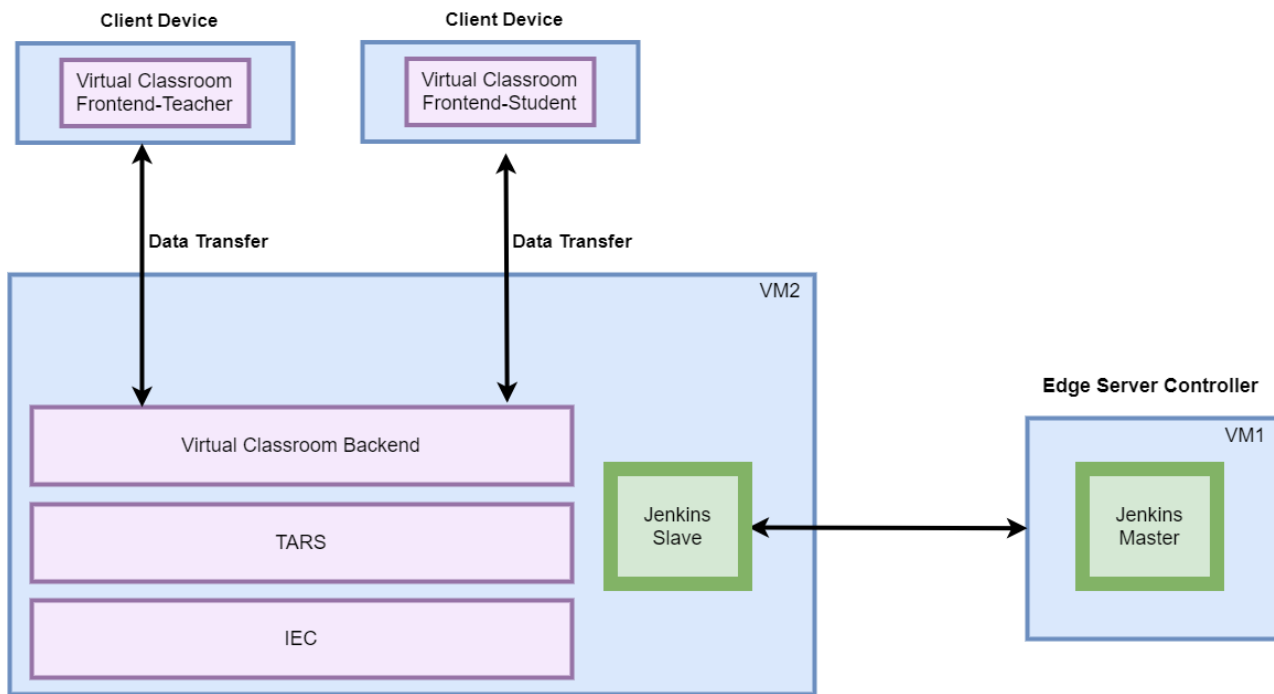 Client Device
Client Device
Virtual Classroom
Frontend-Teacher
Virtual Classroom
Frontend-Student
Data Transfer
Data Transfer
VM2
Edge Server Controller
VM1
Virtual Classroom Backend
Jenkins
Slave
Jenkins
Master
TARS
IEC